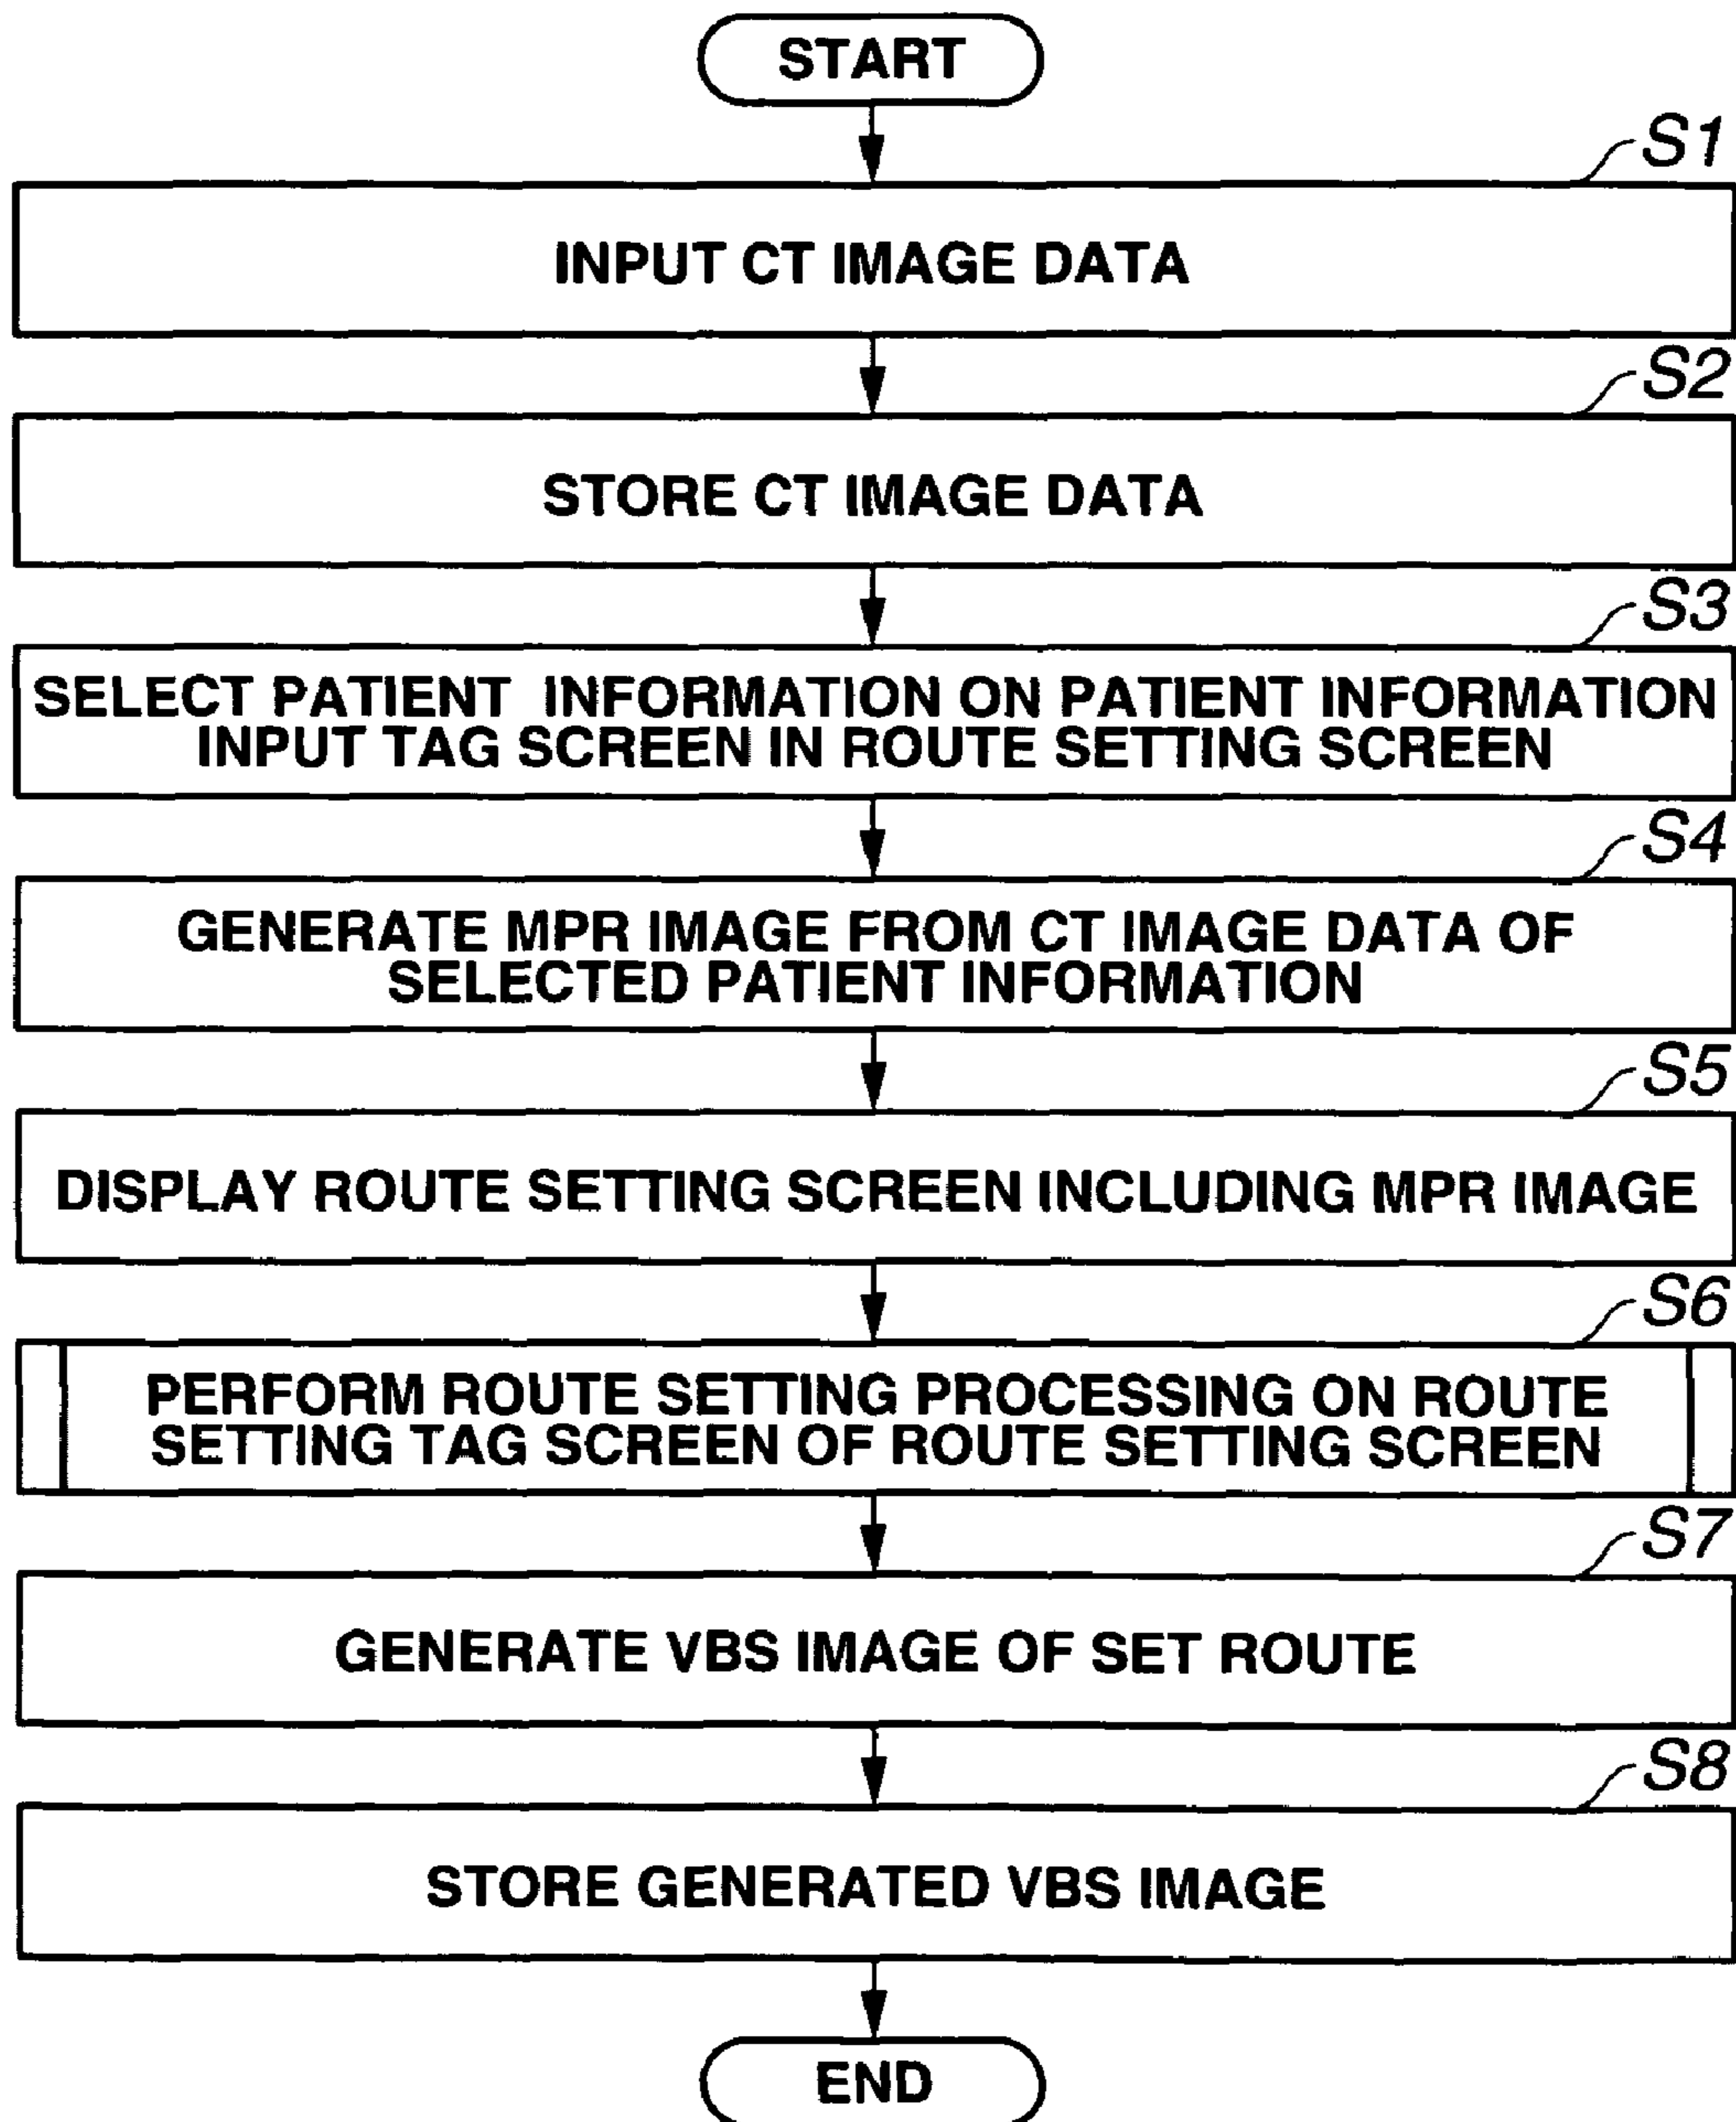 START
S1
INPUT CT IMAGE DATA
S2
STORE CT IMAGE DATA
S3
SELECT PATIENT INFORMATION ON PATIENT INFORMATION
INPUT TAG SCREEN IN ROUTE SETTING SCREEN
S4
GENERATE MPR IMAGE FROM CT IMAGE DATA OF
SELECTED PATIENT INFORMATION
S5
DISPLAY ROUTE SETTING SCREEN INCLUDING MPR IMAGE
S6
PERFORM ROUTE SETTING PROCESSING ON ROUTE
SETTING TAG SCREEN OF ROUTE SETTING SCREEN
S7
GENERATE VBS IMAGE OF SET ROUTE
S8
STORE GENERATED VBS IMAGE
END